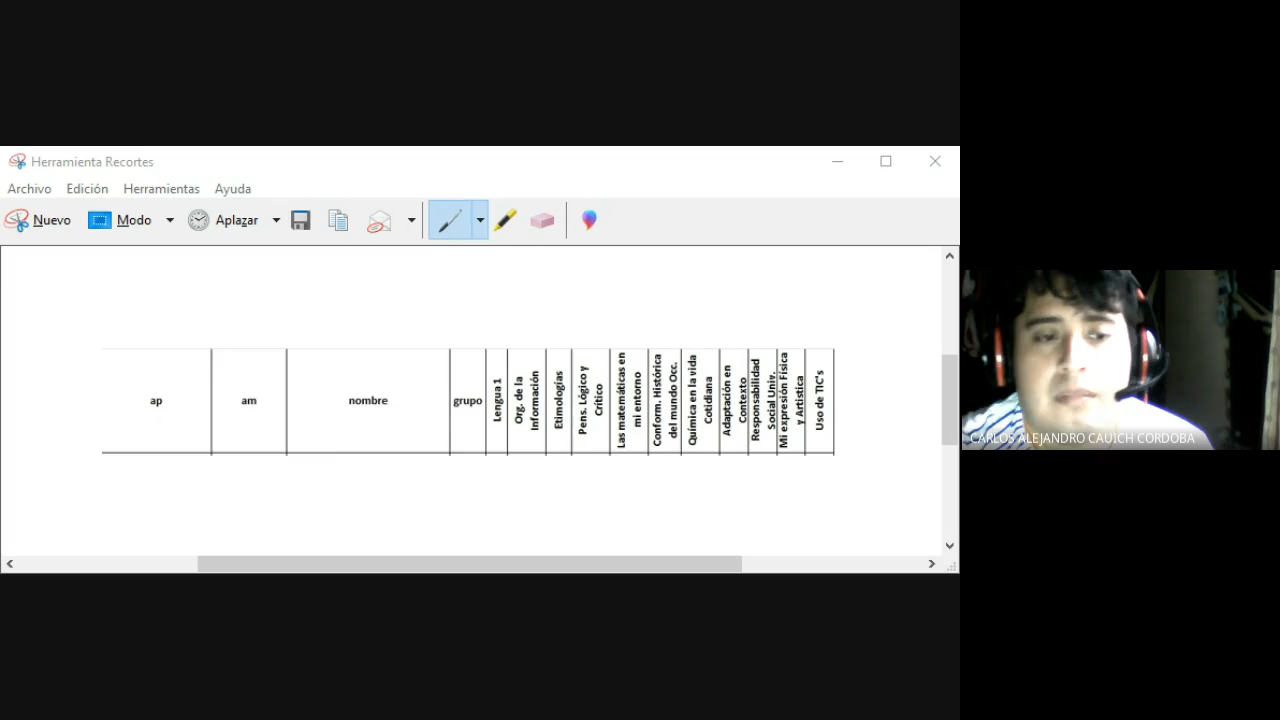 Herramienta Recortes
Archivo Edición Herramientas Ayuda
Nuevo Modo Aplazar
ap
am
nombre
grupo
Lengua 1
Org. de la
Información
Etimologías
Pens. Lógico y
Crítico
Las matemáticas en
mi entorno
Conform. Histórica
del mundo Occ.
Química en la vida
Cotidiana
Adaptación en
Contexto
Responsabilidad
Social Univ.
Mi expresión Física
y Artistica
Uso de TIC's
CARLOS ALEJANDRO CAUICH CORDOBA